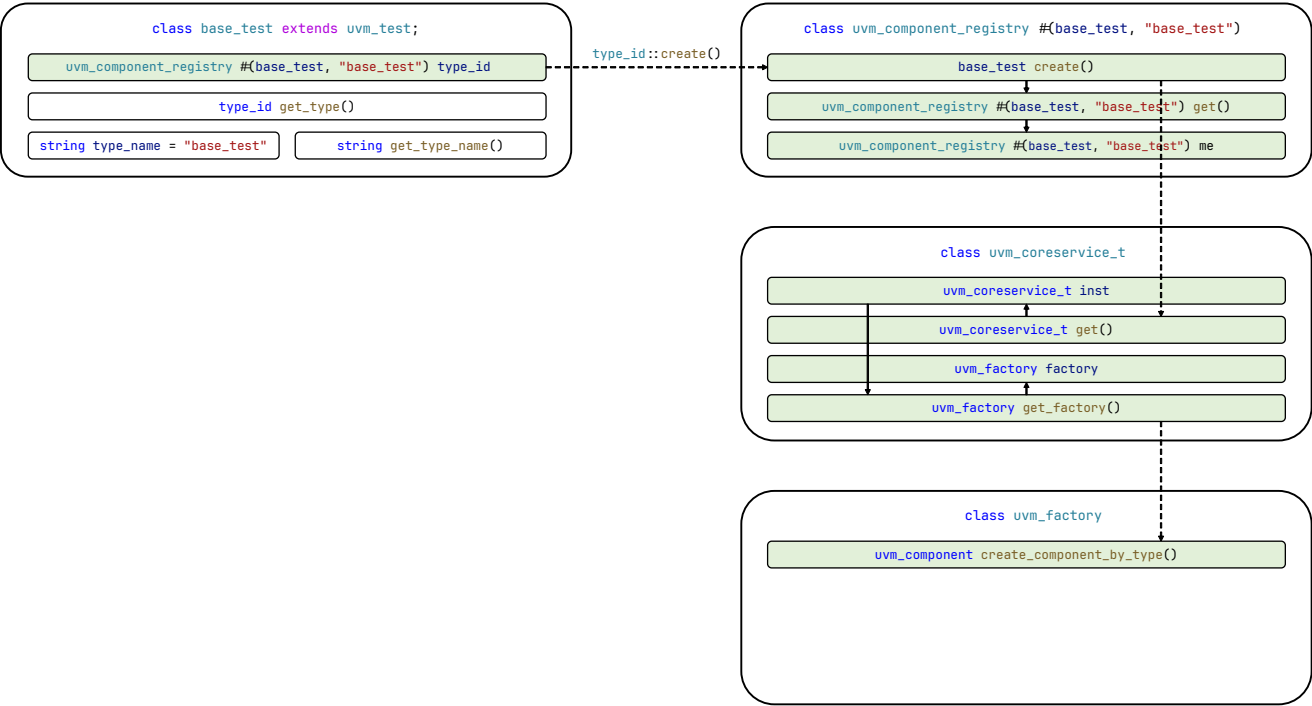 class base_test extends uvm_test;
uvm_component_registry #(base_test, "base_test") type_id
type_id get_type()
string type_name = "base_test"
string get_type_name()
type_id::create()
class uvm_component_registry #(base_test, "base_test")
base_test create()
uvm_component_registry #(base_test, "base_test") get()
uvm_component_registry #(base_test, "base_test") me
class uvm_coreservice_t
uvm_coreservice_t inst
uvm_coreservice_t get()
uvm_factory factory
uvm_factory get_factory()
class uvm_factory
uvm_component create_component_by_type()